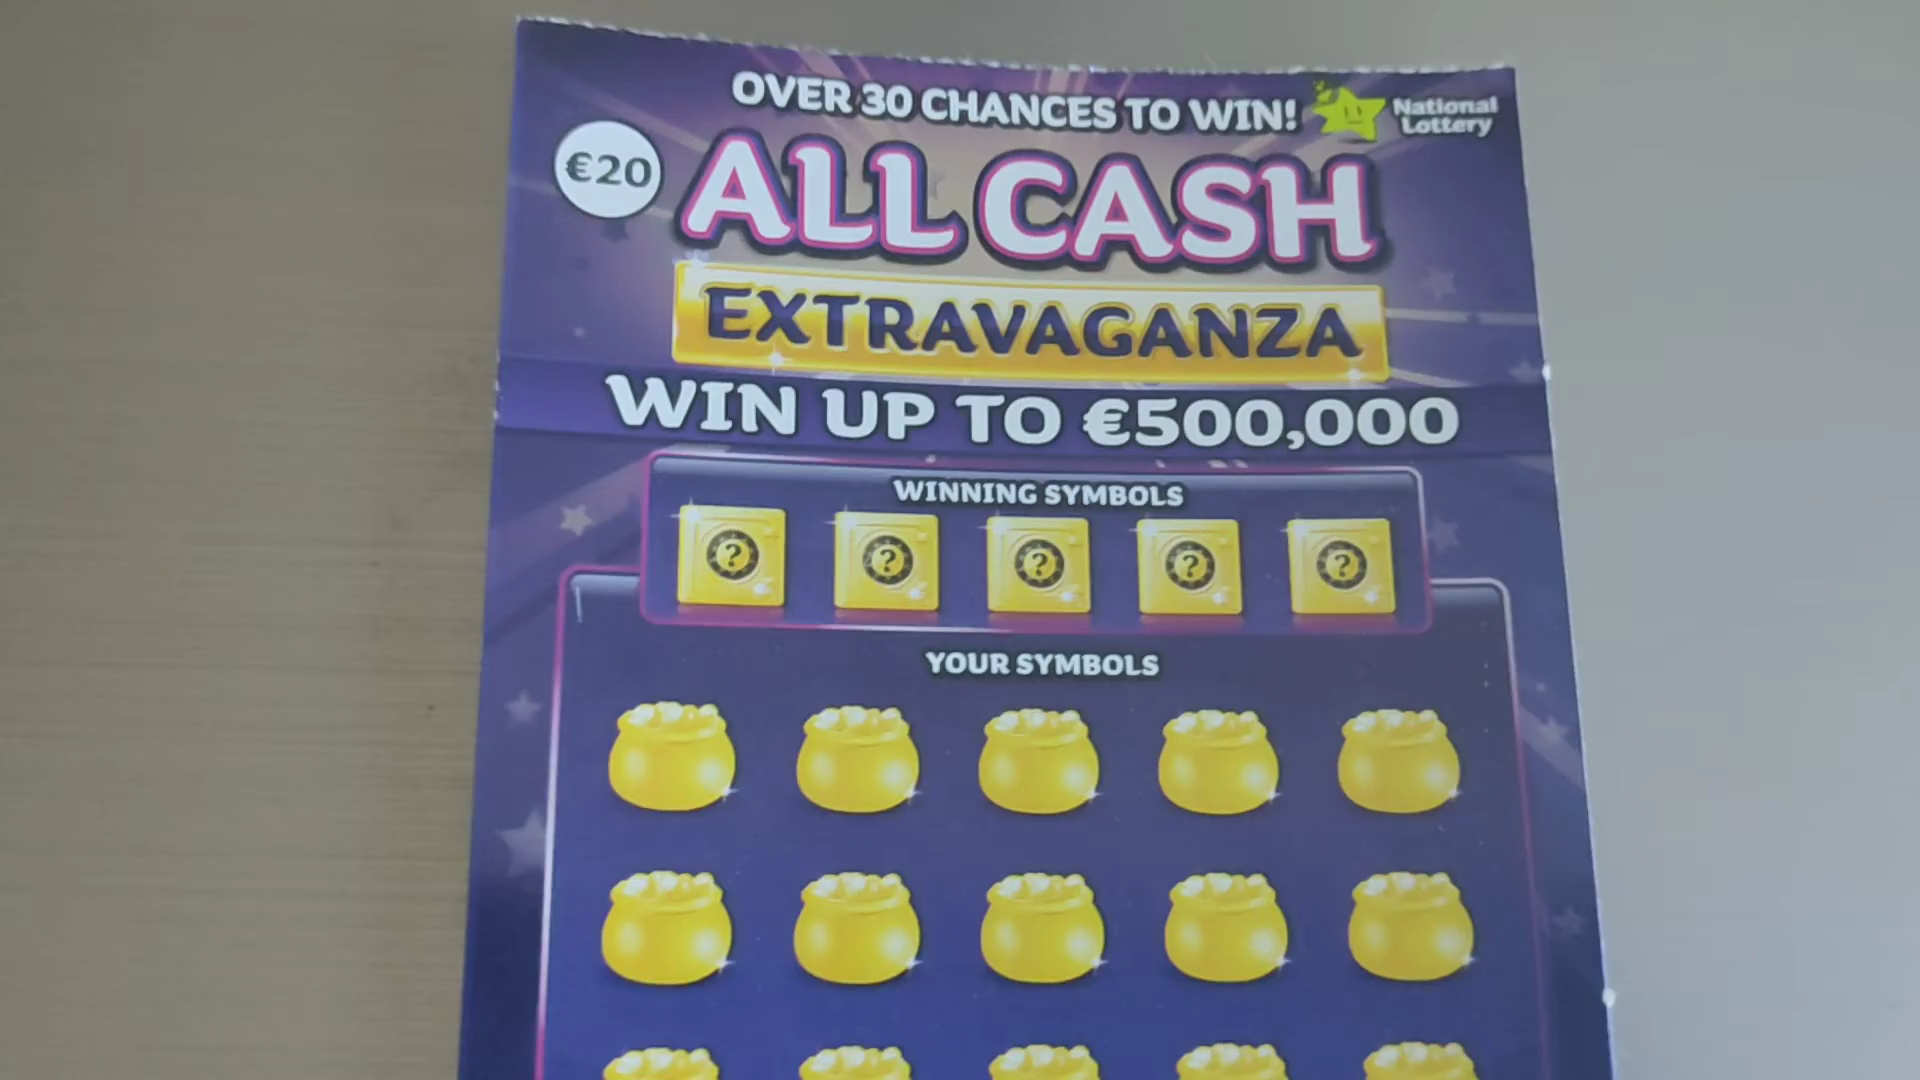 OVER 30 CHANCES TO WIN!
National
Lottery
€20
ALL CASH
EXTRAVAGANZA
WIN UP TO €500,000
WINNING SYMBOLS
? ? ? ? ?
YOUR SYMBOLS